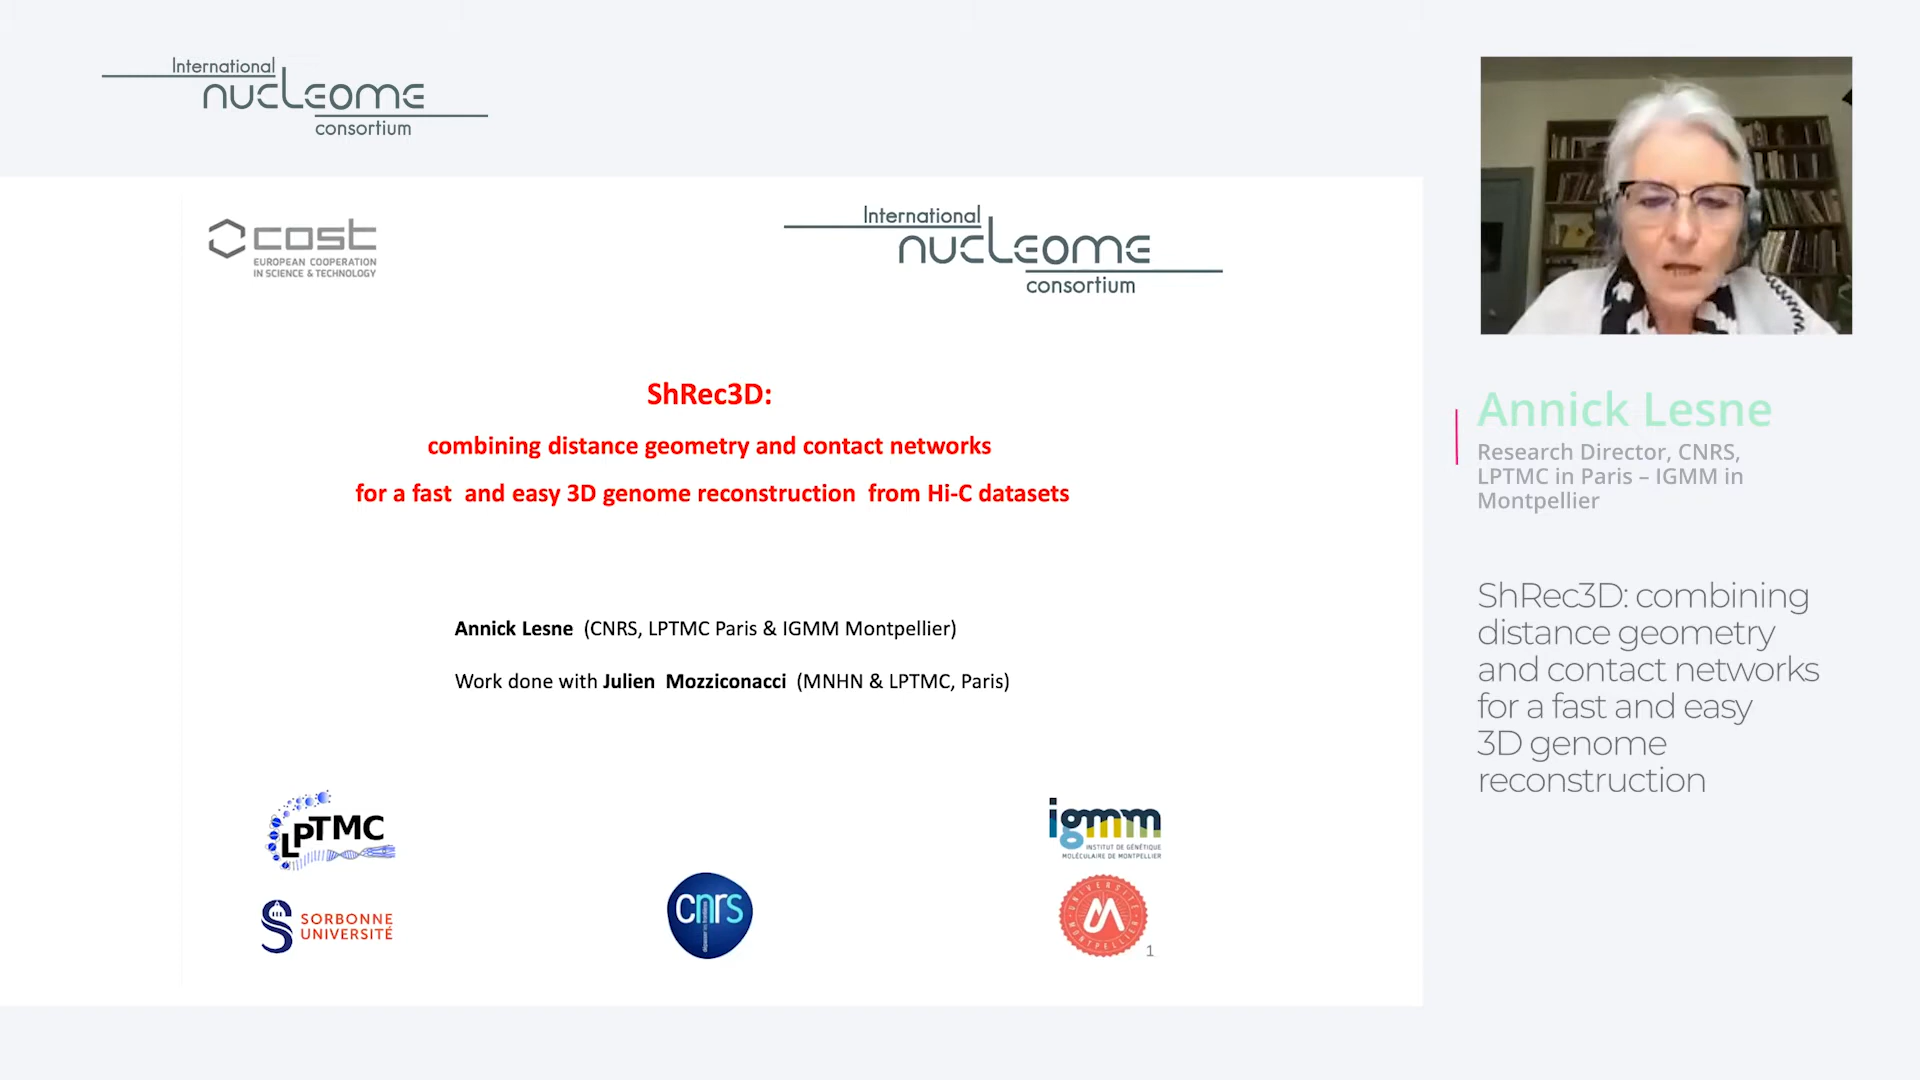 International
nucleome
consortium
cost
EUROPEAN COOPERATION
IN SCIENCE & TECHNOLOGY
International
nucleome
consortium
ShRec3D:
combining distance geometry and contact networks
for a fast and easy 3D genome reconstruction from Hi-C datasets
Annick Lesne (CNRS, LPTMC Paris & IGMM Montpellier)
Work done with Julien Mozziconacci (MNHN & LPTMC, Paris)
LPTMC
igmm
INSTITUT DE GÉNÉTIQUE
MOLÉCULAIRE DE MONTPELLIER
SORBONNE
UNIVERSITÉ
cnrs
UNIVERSITÉ
MONTPELLIER
1
Annick Lesne
Research Director, CNRS,
LPTMC in Paris – IGMM in
Montpellier
ShRec3D: combining
distance geometry
and contact networks
for a fast and easy
3D genome
reconstruction